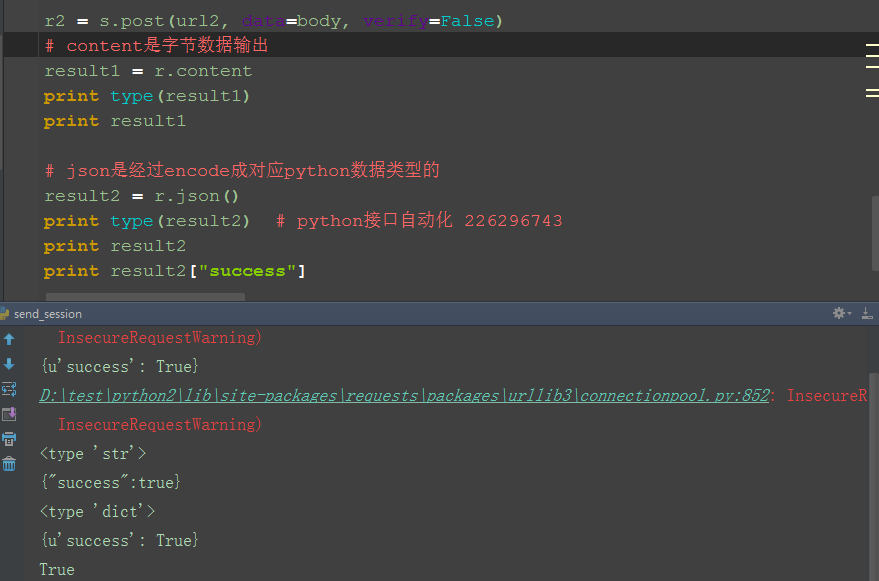 r2 = s.post(url2, data=body, verify=False)
# content是字节数据输出
result1 = r.content
print type(result1)
print result1
# json是经过encode成对应python数据类型的
result2 = r.json()
print type(result2)  # python接口自动化 226296743
print result2
print result2["success"]
send_session
InsecureRequestWarning)
{u'success': True}
D:\test\python2\lib\site-packages\requests\packages\urllib3\connectionpool.py:852: InsecureR
InsecureRequestWarning)
<type 'str'>
{"success":true}
<type 'dict'>
{u'success': True}
True